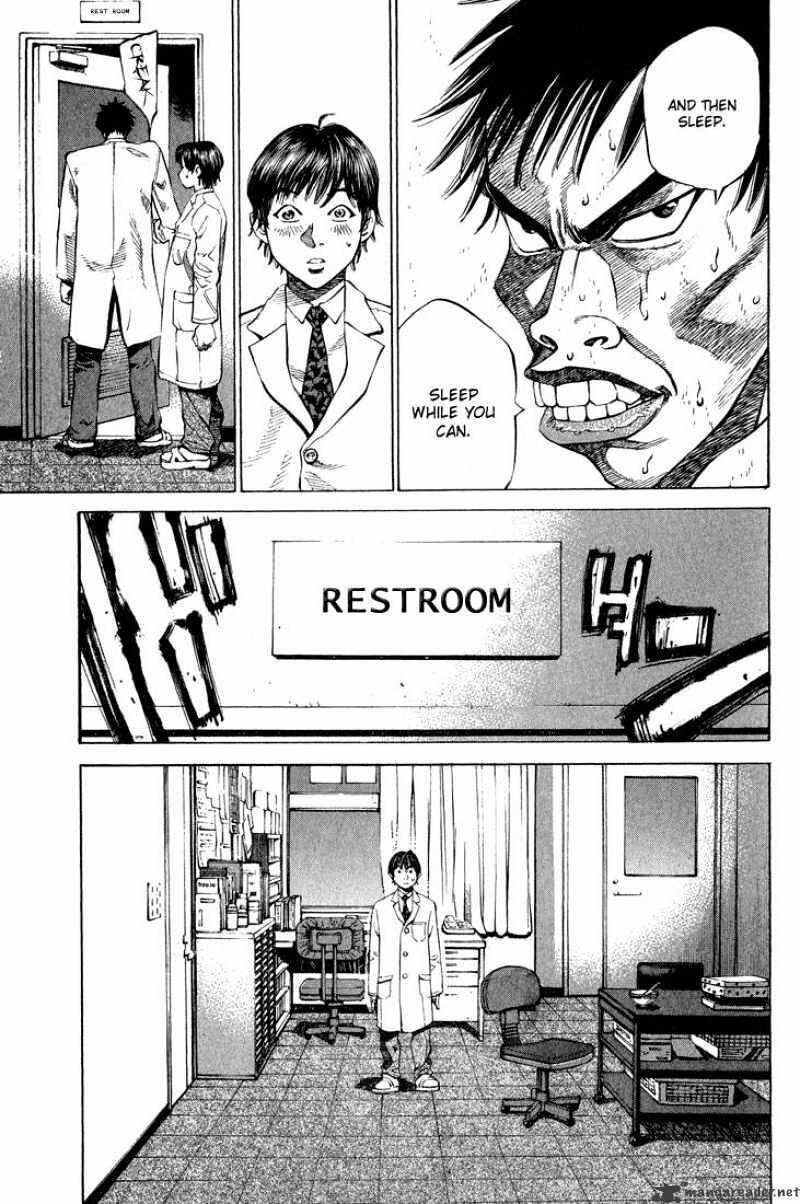 AND THEN
SLEEP.
SLEEP
WHILE YOU
CAN.
REST ROOM
CREAK
RESTROOM
mangareader.net